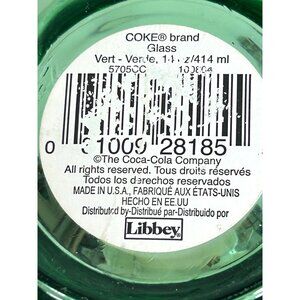 COKE® brand
Glass
Vert - Verde, 14 oz/414 ml
5705CC
0 31009 28185
©The Coca-Cola Company
All rights reserved. Tous droits réservés
Todos los derechos reservados
MADE IN U.S.A., FABRIQUÉ AUX ÉTATS-UNIS
HECHO EN EE.UU
Distributed by-Distribué par-Distribuido por
Libbey®